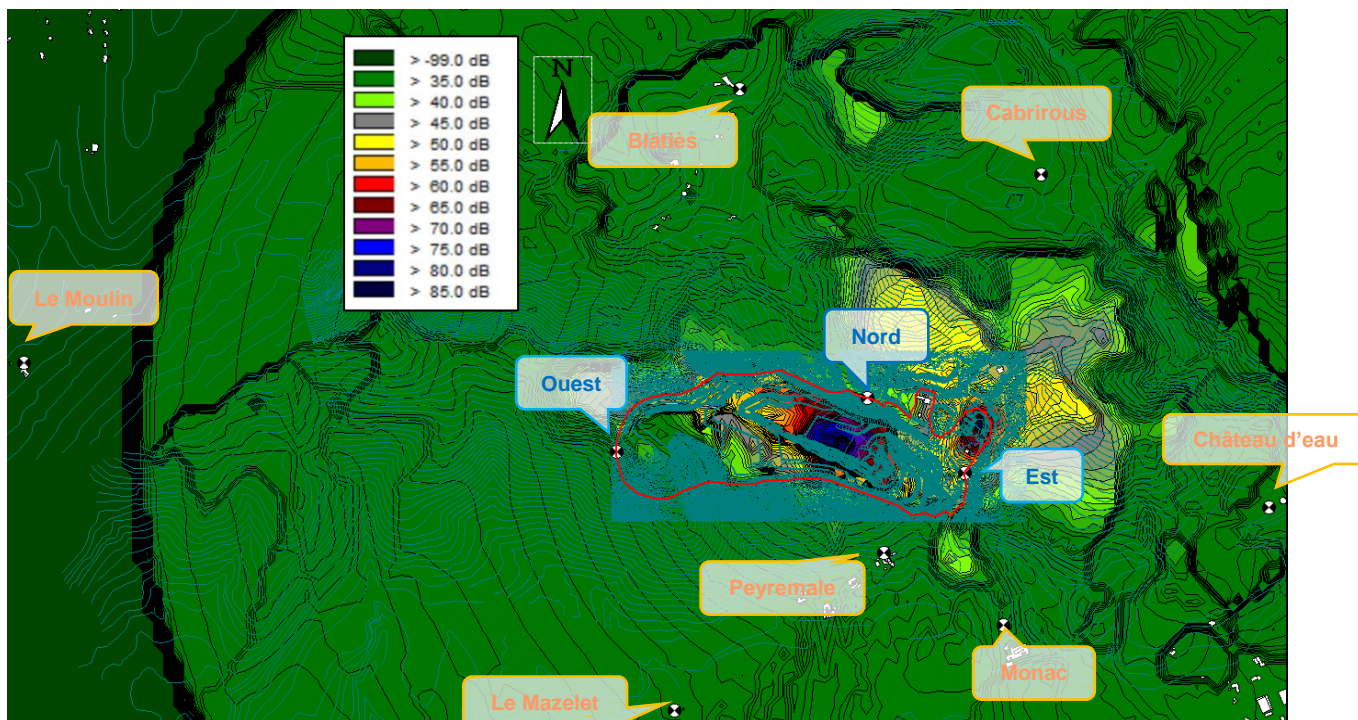 > -99.0 dB
> 35.0 dB
> 40.0 dB
> 45.0 dB
> 50.0 dB
> 55.0 dB
> 60.0 dB
> 65.0 dB
> 70.0 dB
> 75.0 dB
> 80.0 dB
> 85.0 dB
N
Blatiès
Cabrirous
Le Moulin
Nord
Ouest
Château d'eau
Est
Peyremale
Monac
Le Mazelet